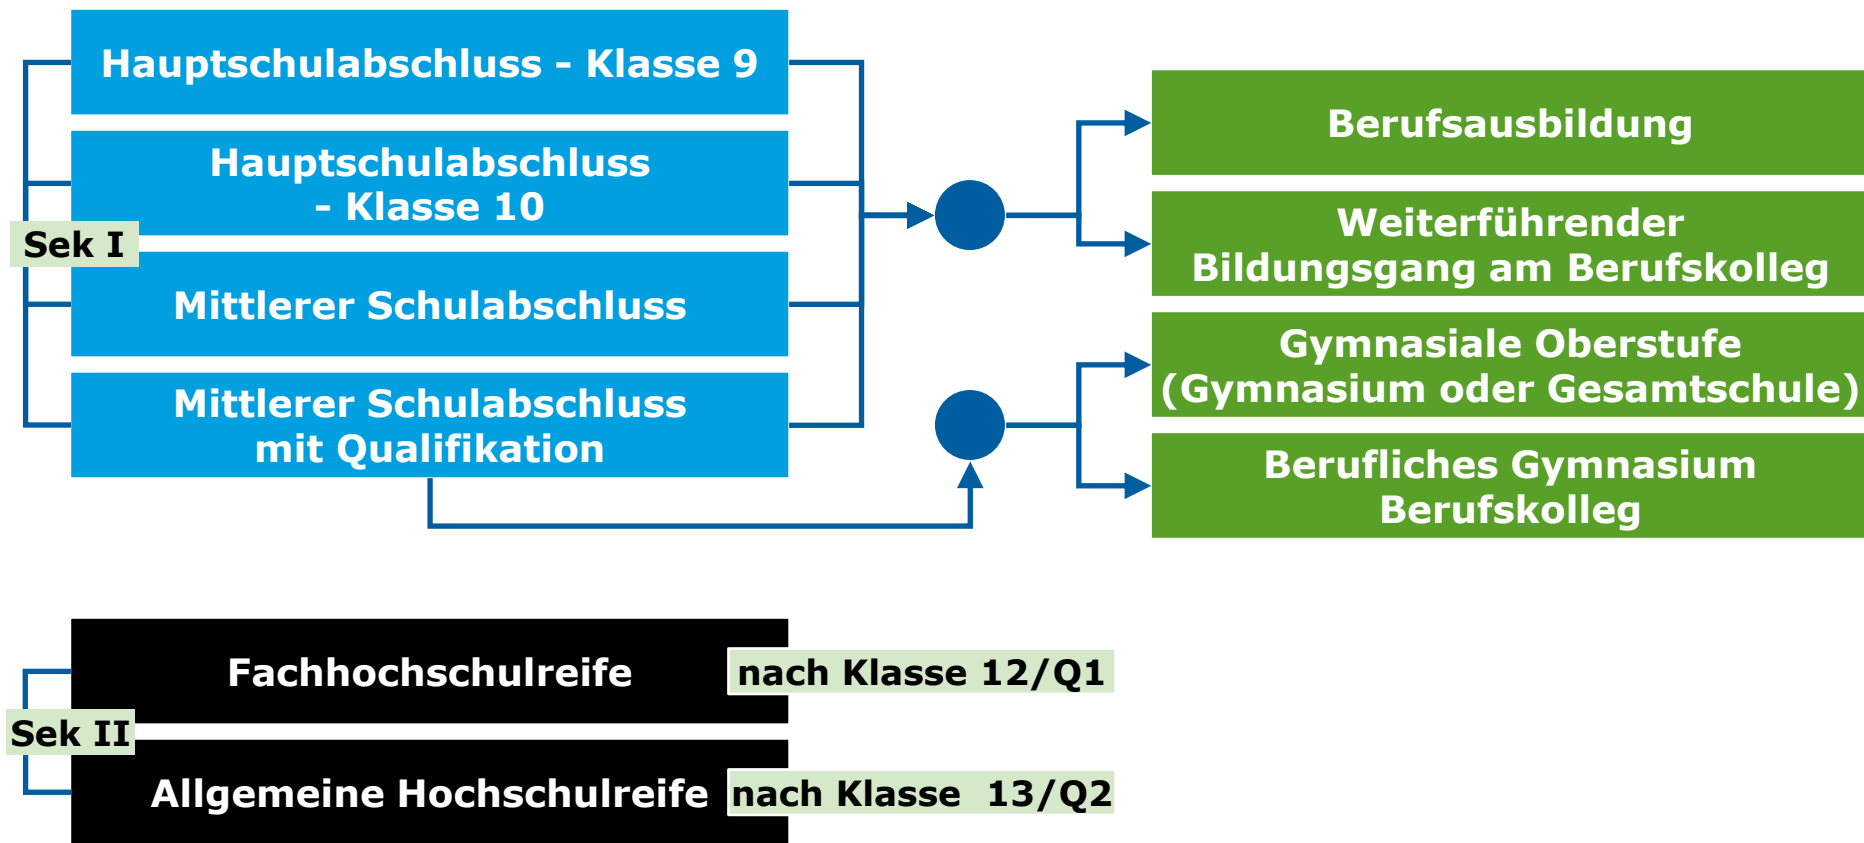 Hauptschulabschluss - Klasse 9
Hauptschulabschluss
- Klasse 10
Sek I
Mittlerer Schulabschluss
Mittlerer Schulabschluss
mit Qualifikation
Berufsausbildung
Weiterführender
Bildungsgang am Berufskolleg
Gymnasiale Oberstufe
(Gymnasium oder Gesamtschule)
Berufliches Gymnasium
Berufskolleg
Fachhochschulreife
nach Klasse 12/Q1
Sek II
Allgemeine Hochschulreife
nach Klasse 13/Q2